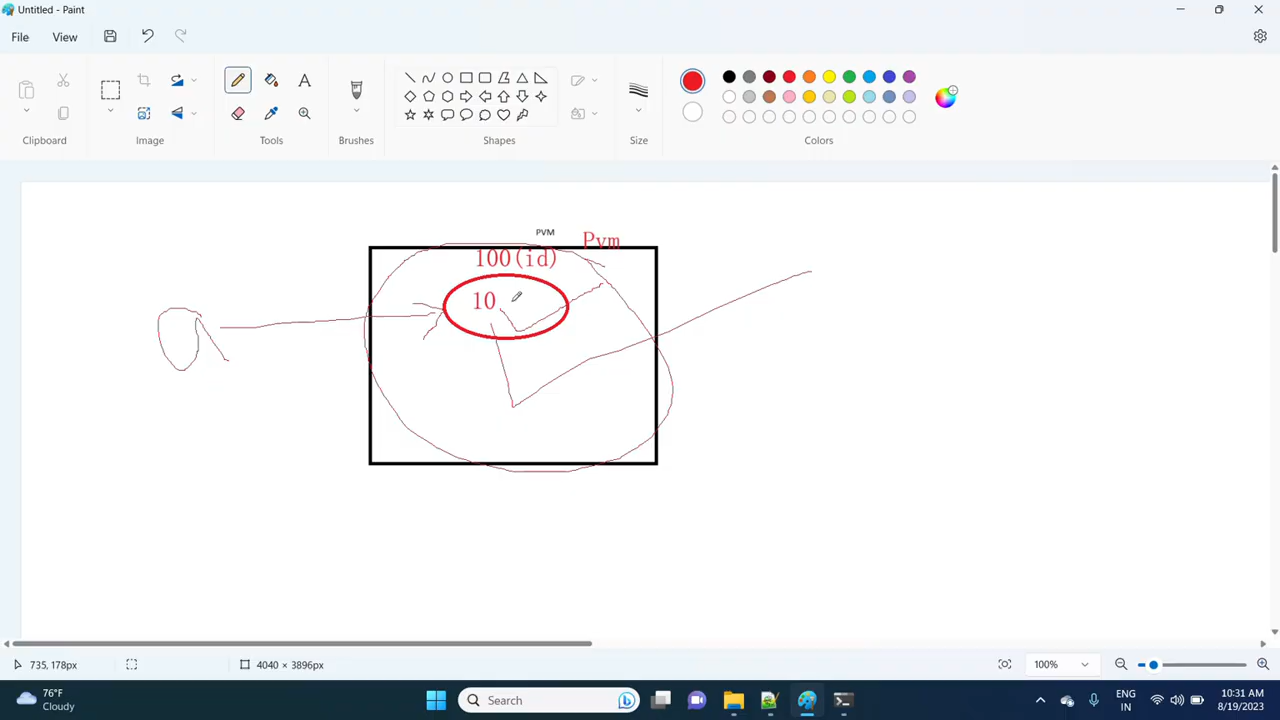 Untitled - Paint
File View
Clipboard
Image
Tools
Brushes
Shapes
Size
Colors
A
PVM
Pvm
100(id)
10
a
735, 178px
4040 × 3896px
100%
76°F
Cloudy
Search
ENG
IN
10:31 AM
8/19/2023